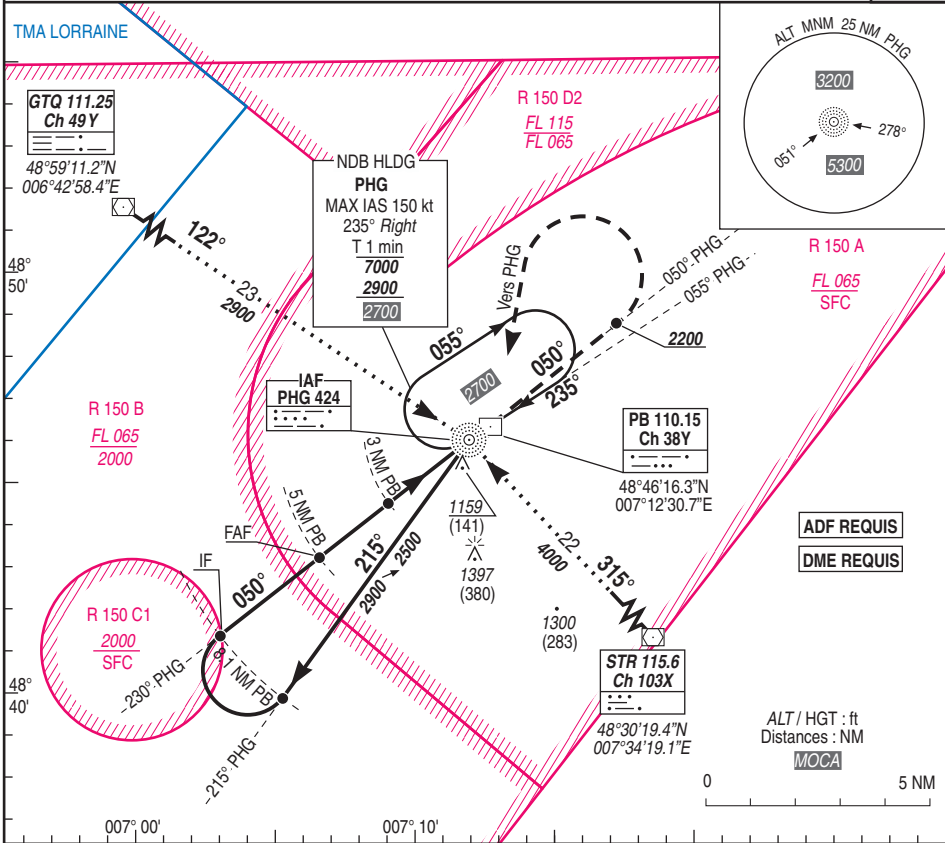 TMA LORRAINE
GTQ 111.25
Ch 49Y
48°59'11.2"N
006°42'58.4"E
122°
23
2900
NDB HLDG
PHG
MAX IAS 150 kt
235° Right
T 1 min
7000
2900
2700
R 150 D2
FL 115
FL 065
ALT MNM 25 NM PHG
3200
051°
278°
5300
R 150 A
FL 065
SFC
48°
50'
Vers PHG
050° PHG
055° PHG
2200
055°
2700
050°
235°
IAF
PHG 424
R 150 B
FL 065
2000
PB 110.15
Ch 38Y
48°46'16.3"N
007°12'30.7"E
3 NM PB
5 NM PB
FAF
IF
1159
(141)
1397
(380)
1300
(283)
ADF REQUIS
DME REQUIS
215°
2900 2500
050°
22
4000
315°
R 150 C1
2000
SFC
8.1 NM PB
230° PHG
215° PHG
48°
40'
STR 115.6
Ch 103X
48°30'19.4"N
007°34'19.1"E
ALT / HGT : ft
Distances : NM
MOCA
0 5 NM
007° 00'
007° 10'